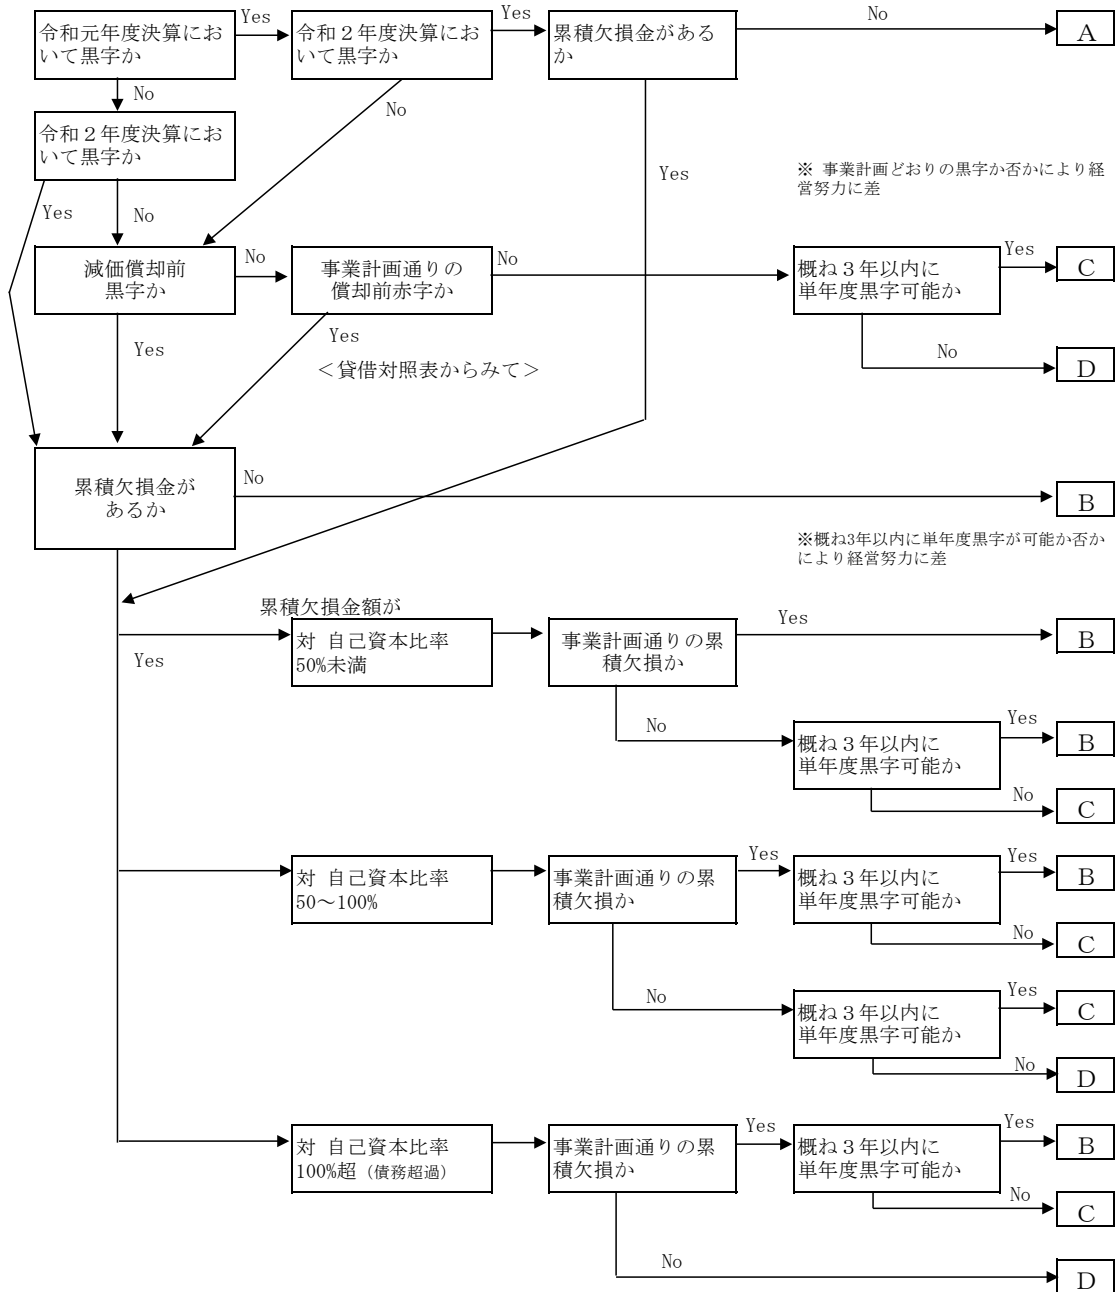 令和元年度決算にお
いて黒字か
Yes
令和２年度決算にお
いて黒字か
Yes
累積欠損金がある
か
No
A
No
No
令和２年度決算にお
いて黒字か
Yes
※ 事業計画どおりの黒字か否かにより経
営努力に差
Yes
No
減価償却前
黒字か
No
事業計画通りの
償却前赤字か
No
概ね３年以内に
単年度黒字可能か
Yes
C
Yes
Yes
＜貸借対照表からみて＞
No
D
累積欠損金が
あるか
No
B
※概ね3年以内に単年度黒字が可能か否か
により経営努力に差
累積欠損金額が
Yes
対 自己資本比率
50%未満
事業計画通りの累
積欠損か
Yes
B
No
概ね３年以内に
単年度黒字可能か
Yes
B
No
C
対 自己資本比率
50～100%
事業計画通りの累
積欠損か
Yes
概ね３年以内に
単年度黒字可能か
Yes
B
No
C
No
概ね３年以内に
単年度黒字可能か
Yes
C
No
D
対 自己資本比率
100%超（債務超過）
事業計画通りの累
積欠損か
Yes
概ね３年以内に
単年度黒字可能か
Yes
B
No
C
No
D